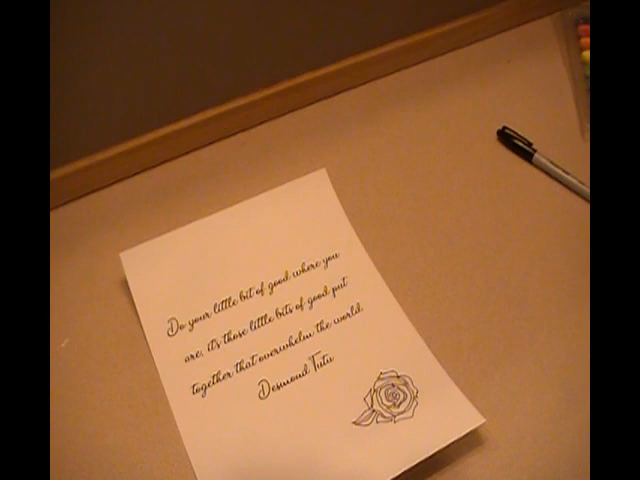 Do your little bit of good where you
are, it's those little bits of good put
together that overwhelm the world.
Desmond Tutu